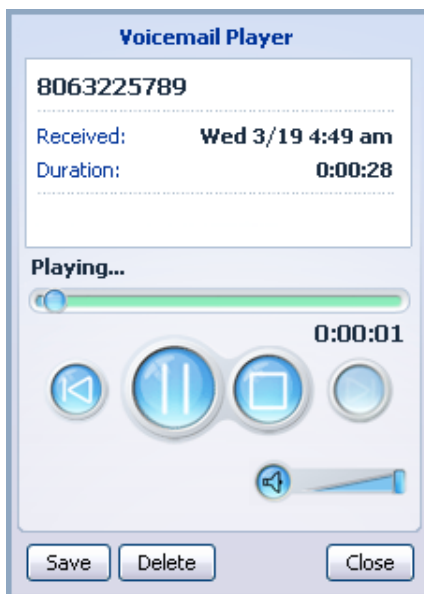 Voicemail Player
8063225789
Received: Wed 3/19 4:49 am
Duration: 0:00:28
Playing...
0:00:01
Save Delete Close